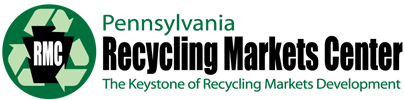 RMC
Pennsylvania
Recycling Markets Center
The Keystone of Recycling Markets Development